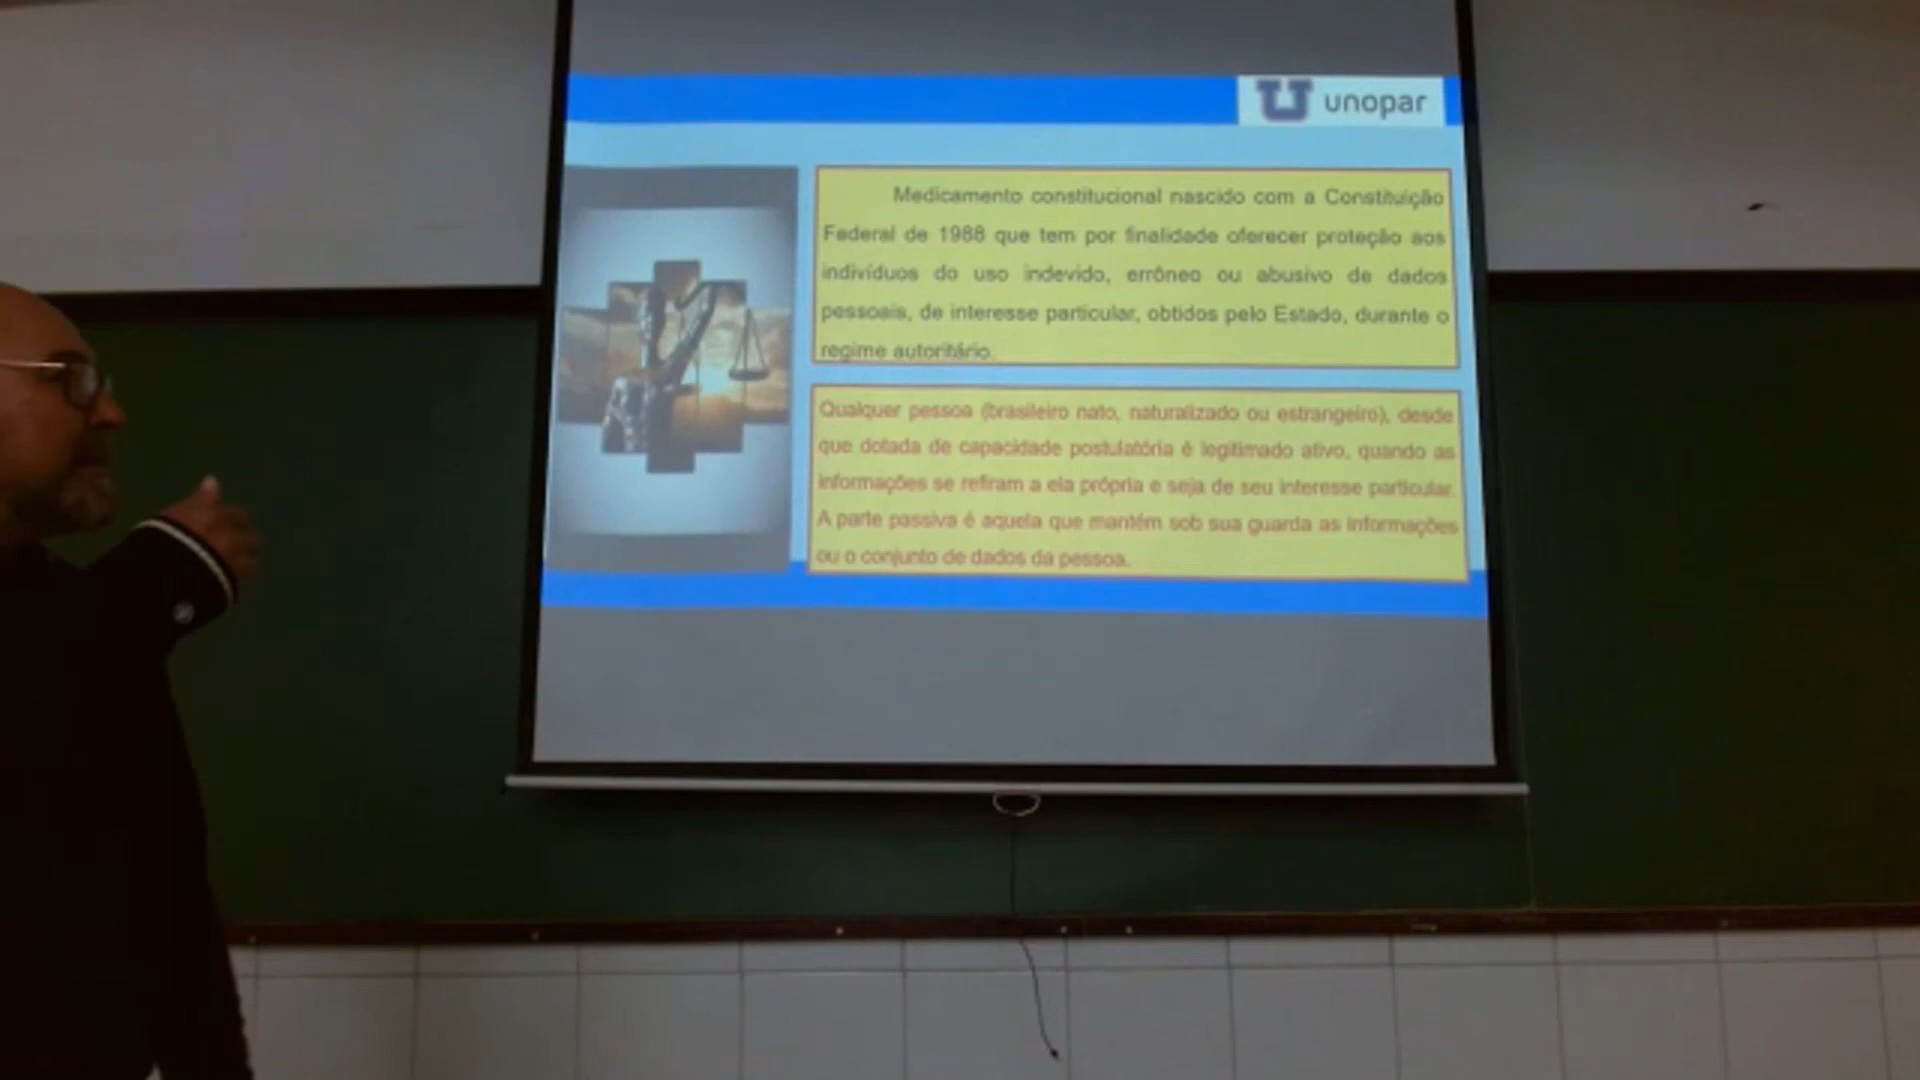 unopar
Medicamento constitucional nascido com a Constituição
Federal de 1988 que tem por finalidade oferecer proteção aos
indivíduos do uso indevido, errôneo ou abusivo de dados
pessoais, de interesse particular, obtidos pelo Estado, durante o
regime autoritário.
Qualquer pessoa (brasileiro nato, naturalizado ou estrangeiro), desde
que dotada de capacidade postulatória é legitimado ativo, quando as
informações se refiram a ela própria e seja de seu interesse particular.
A parte passiva é aquela que mantém sob sua guarda as informações
ou o conjunto de dados da pessoa.